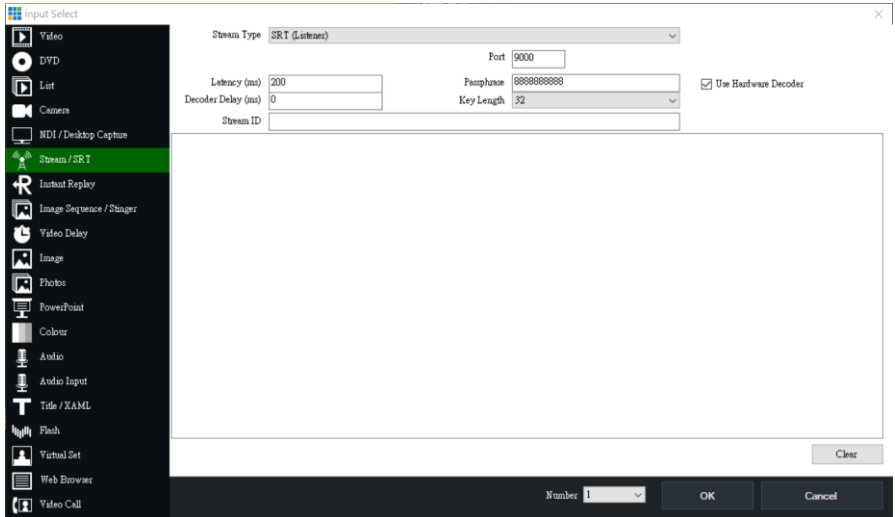 Input Select
Video
DVD
List
Camera
NDI / Desktop Capture
Stream / SRT
Instant Replay
Image Sequence / Stinger
Video Delay
Image
Photos
PowerPoint
Colour
Audio
Audio Input
Title / XAML
Flash
Virtual Set
Web Browser
Video Call
Stream Type SRT (Listener)
Port 9000
Latency (ms) 200 Passphrase 8888888888 Use Hardware Decoder
Decoder Delay (ms) 0 Key Length 32
Stream ID
Clear
Number 1 OK Cancel